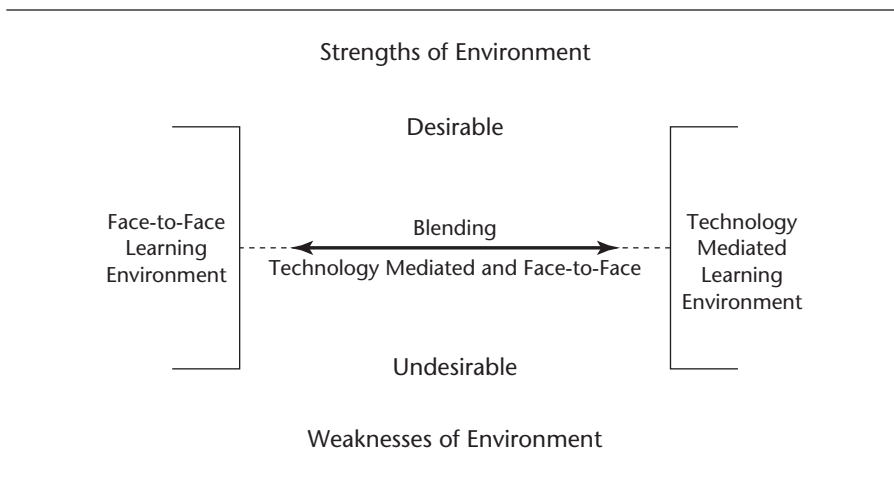 Strengths of Environment
Desirable
Face-to-Face
Learning
Environment
Blending
Technology Mediated and Face-to-Face
Technology
Mediated
Learning
Environment
Undesirable
Weaknesses of Environment